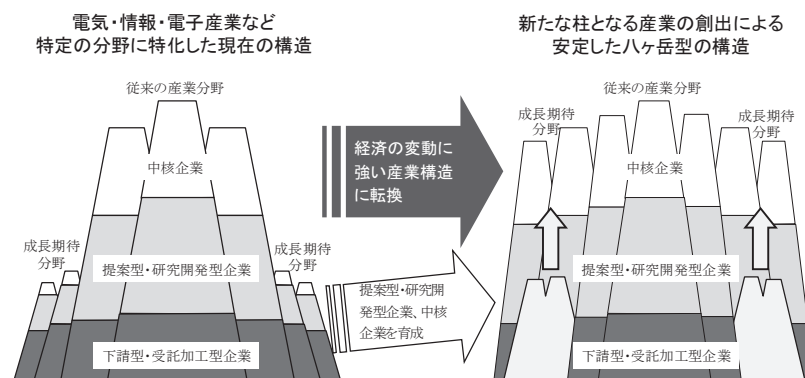 電気・情報・電子産業など
特定の分野に特化した現在の構造
従来の産業分野
中核企業
成長期待
分野
成長期待
分野
提案型・研究開発型企業
下請型・受託加工型企業
経済の変動に
強い産業構造
に転換
提案型・研究開
発型企業、中核
企業を育成
新たな柱となる産業の創出による
安定した八ヶ岳型の構造
従来の産業分野
成長期待
分野
成長期待
分野
中核企業
提案型・研究開発型企業
下請型・受託加工型企業